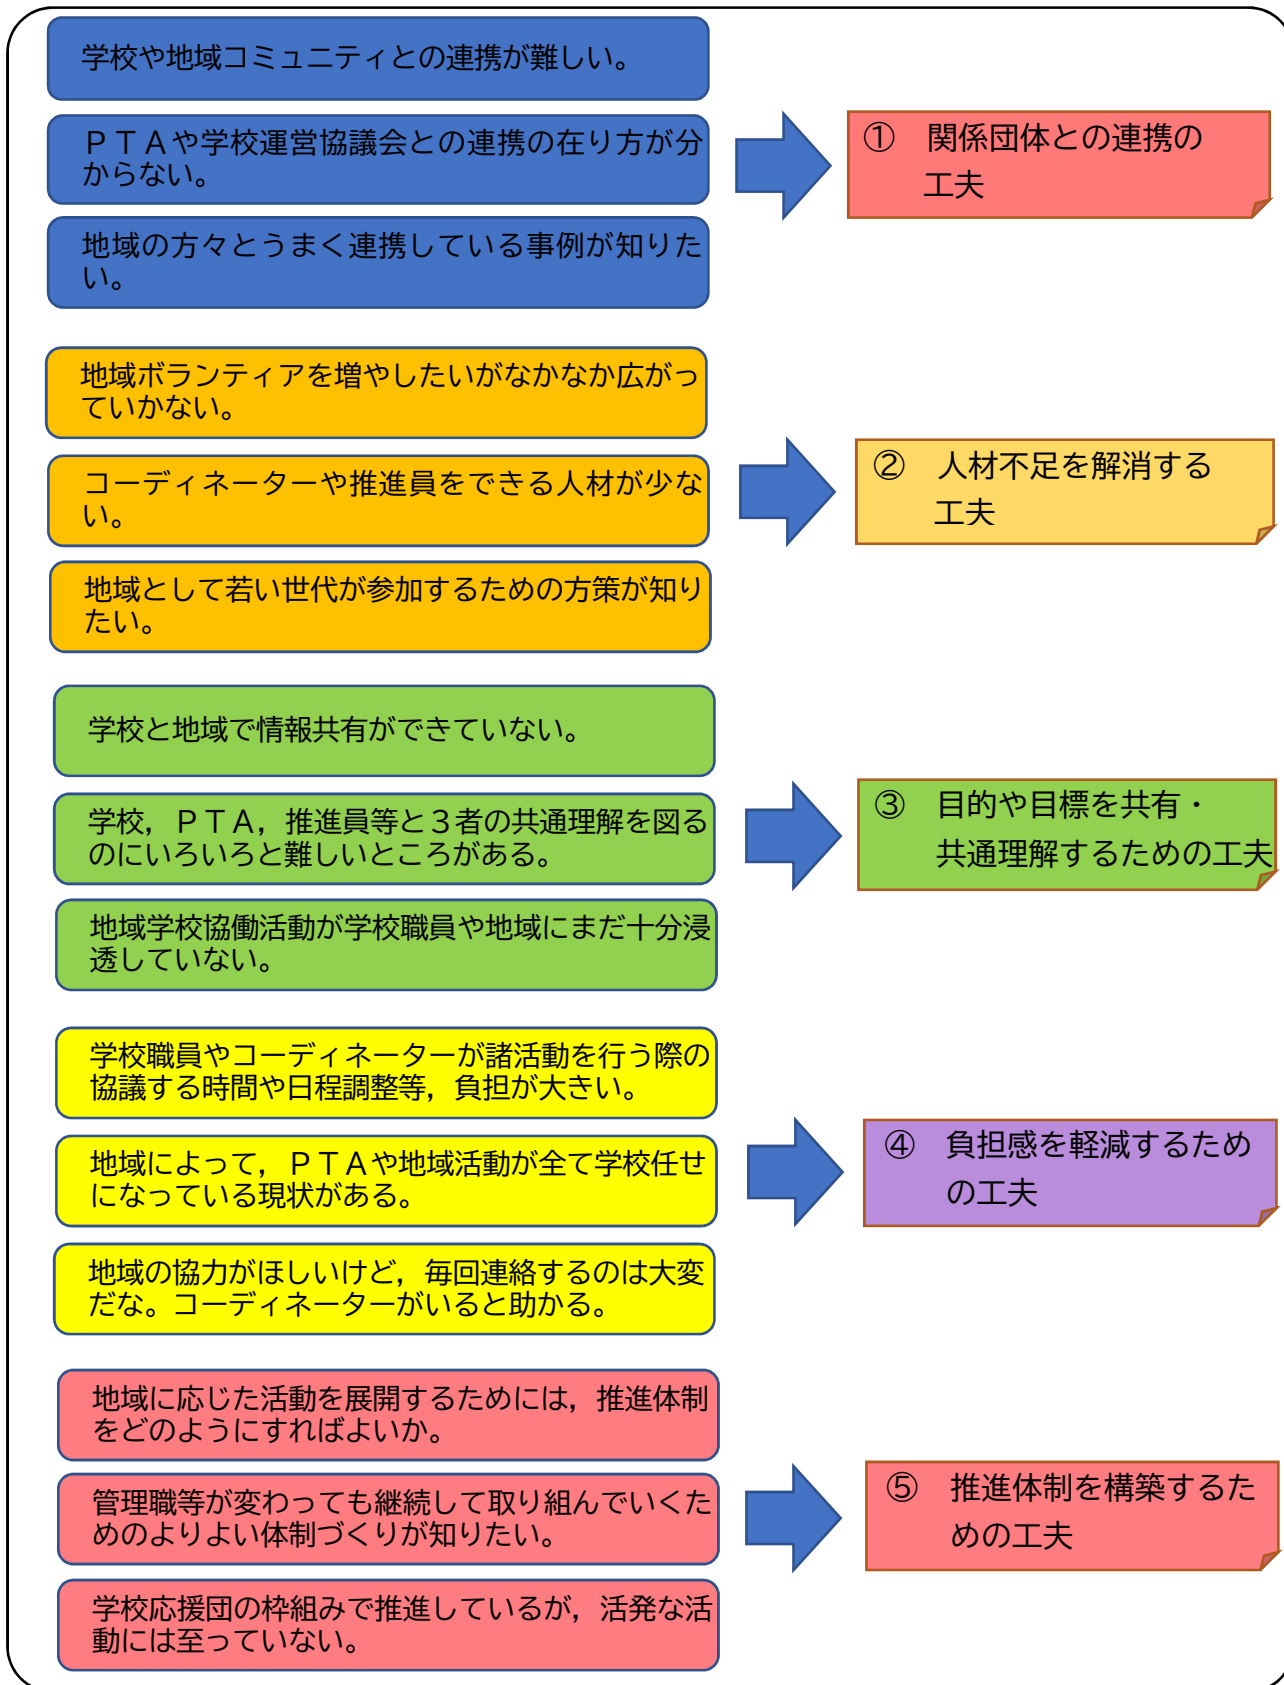 学校や地域コミュニティとの連携が難しい。
ＰＴＡや学校運営協議会との連携の在り方が分
からない。
地域の方々とうまく連携している事例が知りた
い。
①　関係団体との連携の
工夫
地域ボランティアを増やしたいがなかなか広がっ
ていかない。
コーディネーターや推進員をできる人材が少な
い。
地域として若い世代が参加するための方策が知り
たい。
②　人材不足を解消する
工夫
学校と地域で情報共有ができていない。
学校，ＰＴＡ，推進員等と３者の共通理解を図る
のにいろいろと難しいところがある。
地域学校協働活動が学校職員や地域にまだ十分浸
透していない。
③　目的や目標を共有・
共通理解するための工夫
学校職員やコーディネーターが諸活動を行う際の
協議する時間や日程調整等，負担が大きい。
地域によって，ＰＴＡや地域活動が全て学校任せ
になっている現状がある。
地域の協力がほしいけど，毎回連絡するのは大変
だな。コーディネーターがいると助かる。
④　負担感を軽減するため
の工夫
地域に応じた活動を展開するためには，推進体制
をどのようにすればよいか。
管理職等が変わっても継続して取り組んでいくた
めのよりよい体制づくりが知りたい。
学校応援団の枠組みで推進しているが，活発な活
動には至っていない。
⑤　推進体制を構築するた
めの工夫